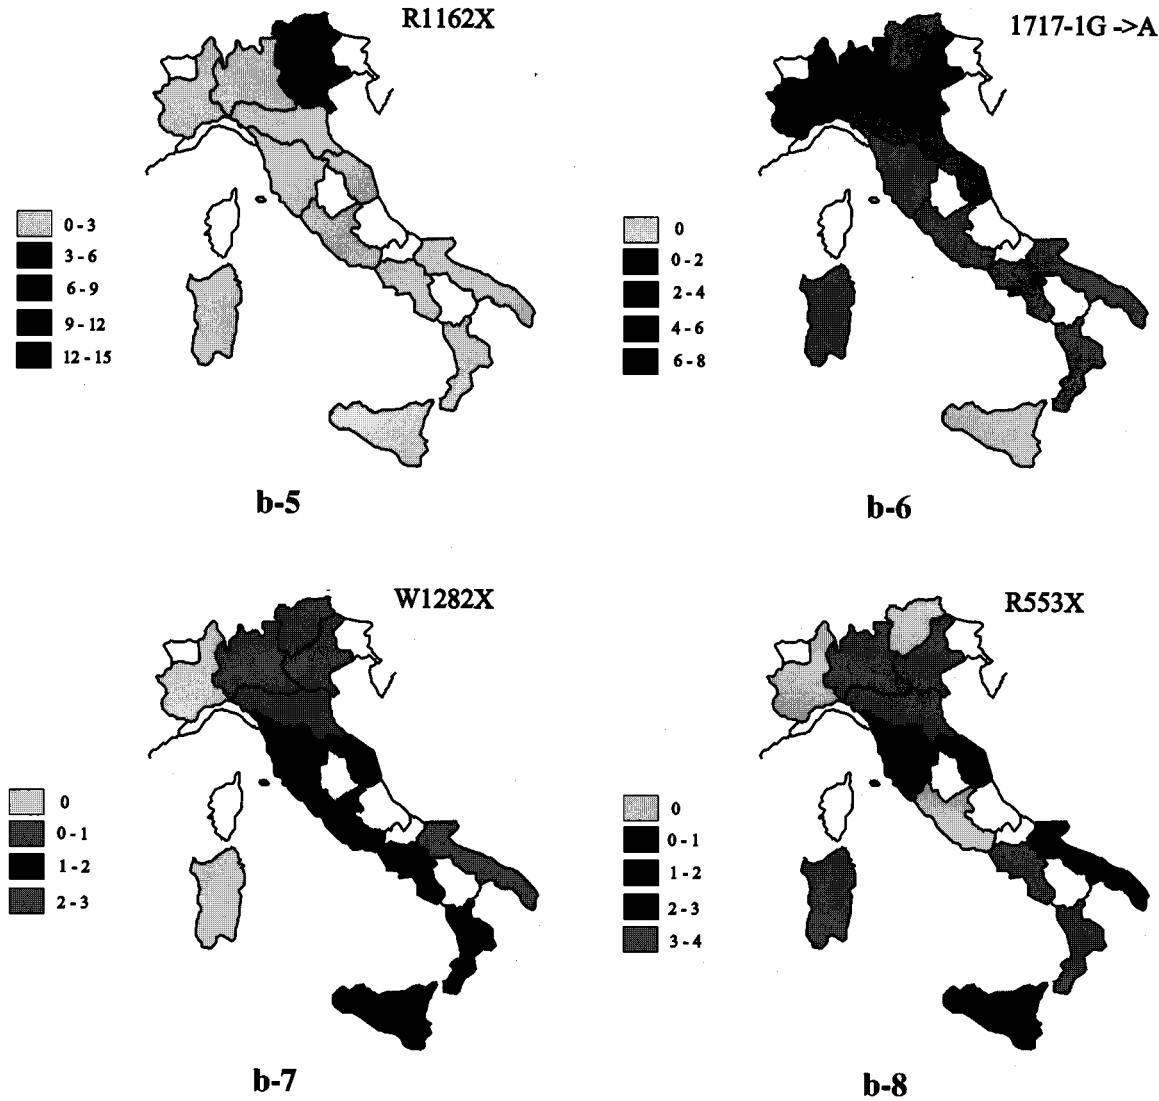 R1162X
0 - 3
3 - 6
6 - 9
9 - 12
12 - 15
b-5
1717-1G ->A
0
0 - 2
2 - 4
4 - 6
6 - 8
b-6
W1282X
0
0 - 1
1 - 2
2 - 3
b-7
R553X
0
0 - 1
1 - 2
2 - 3
3 - 4
b-8